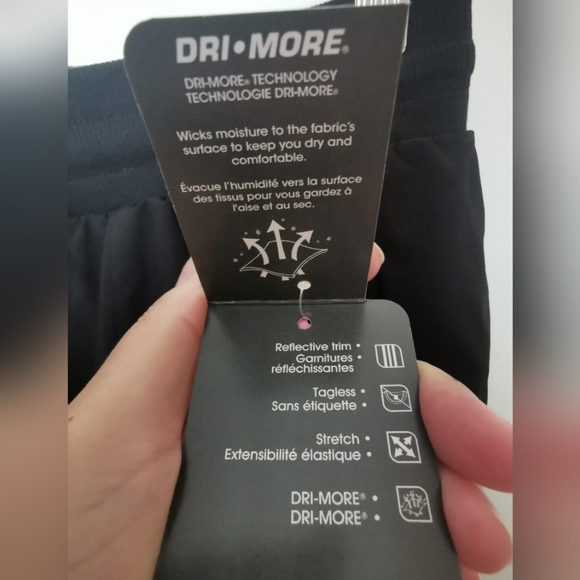 DRI•MORE®
DRI-MORE® TECHNOLOGY
TECHNOLOGIE DRI-MORE®
Wicks moisture to the fabric's
surface to keep you dry and
comfortable.
Évacue l'humidité vers la surface
des tissus pour vous gardez à
l'aise et au sec.
Reflective trim •
Garnitures •
réfléchissantes
Tagless •
Sans étiquette •
Stretch •
Extensibilité élastique •
DRI-MORE® •
DRI-MORE® •